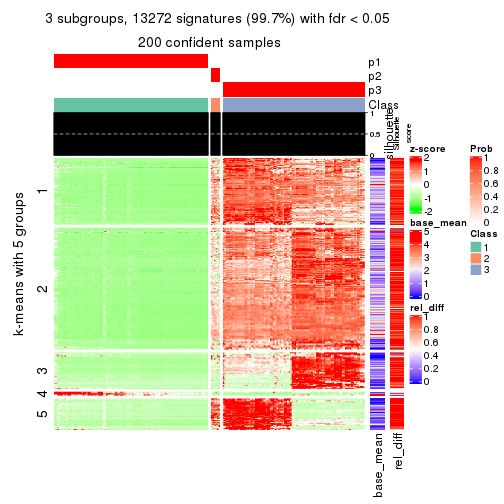 3 subgroups, 13272 signatures (99.7%) with fdr < 0.05
200 confident samples
p1
p2
p3
Class
1
0.5
0
silhouette
Silhouette
score
k-means with 5 groups
1
2
3
4
5
base_mean
rel_diff
z-score
2
1
0
-1
-2
base_mean
5
4
3
2
1
0
rel_diff
1
0.8
0.6
0.4
0.2
0
Prob
1
0.8
0.6
0.4
0.2
0
Class
1
2
3